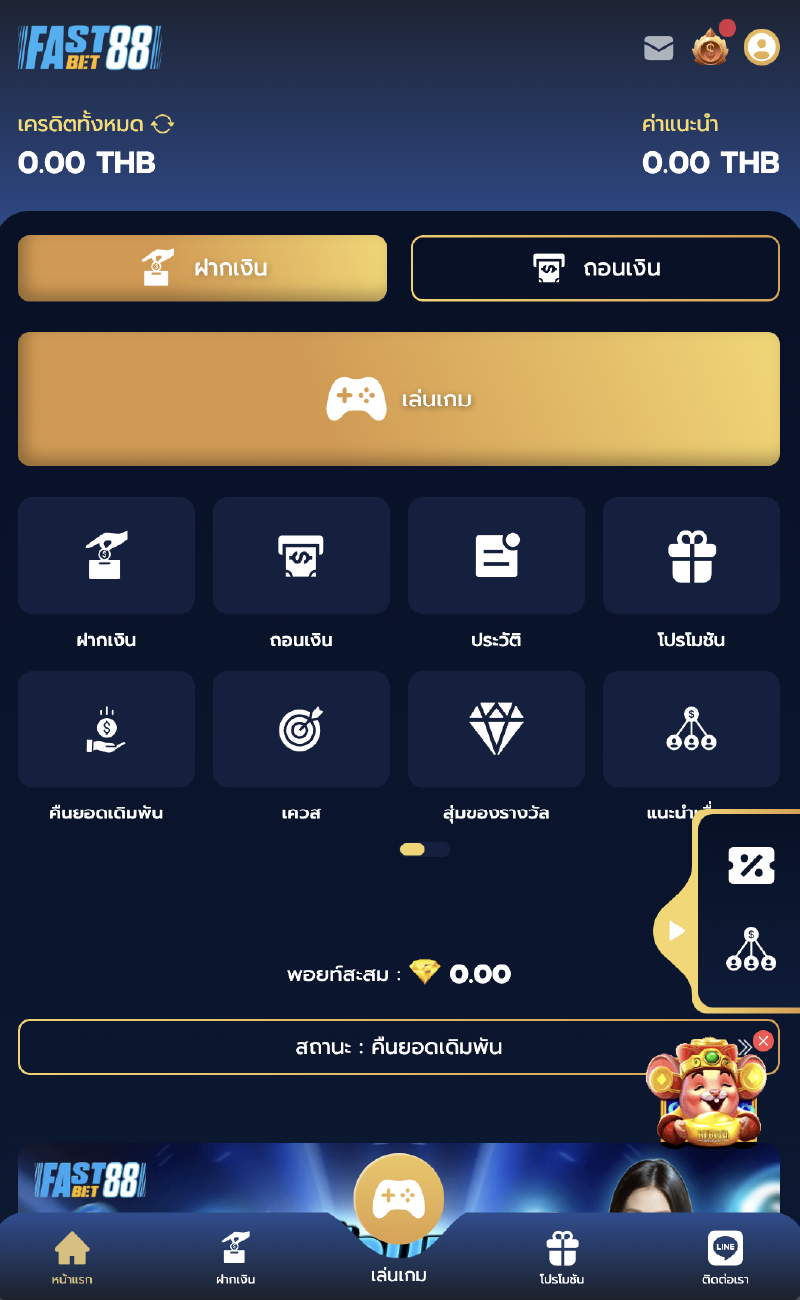 FAST
BET 88
เครดิตทั้งหมด ค่าแนะนำ
0.00 THB 0.00 THB
ฝากเงิน ถอนเงิน
เล่นเกม
ฝากเงิน ถอนเงิน ประวัติ โปรโมชัน
คืนยอดเดิมพัน เควส สุ่มของรางวัล
พอยท์สะสม : 0.00
สถานะ : คืนยอดเดิมพัน
FAST
BET 88
หน้าแรก ฝากเงิน เล่นเกม โปรโมชัน ติดต่อเรา
LINE